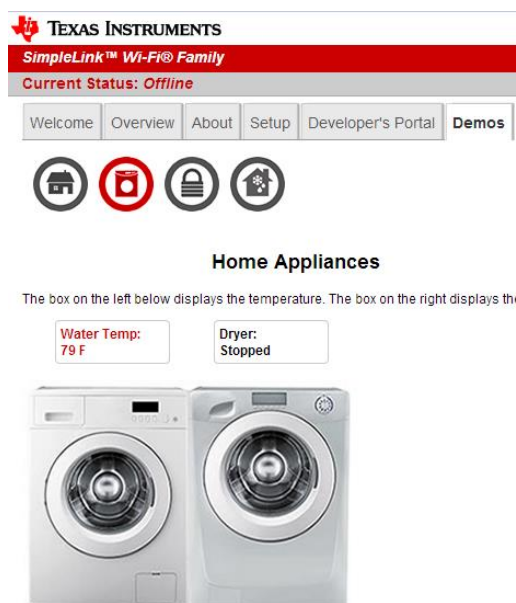 TEXAS INSTRUMENTS
SimpleLink™ Wi-Fi® Family
Current Status: Offline
Welcome Overview About Setup Developer's Portal Demos
Home Appliances
The box on the left below displays the temperature. The box on the right displays the
Water Temp: Dryer:
79 F Stopped